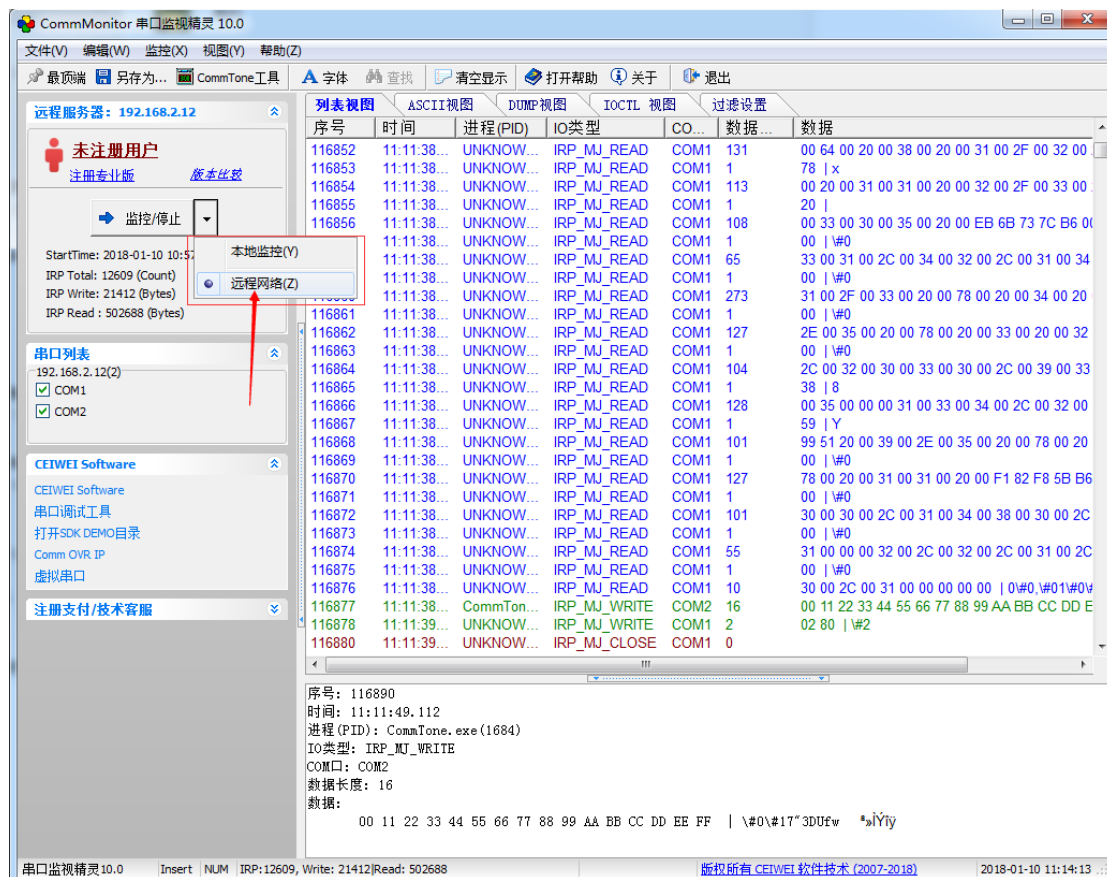 CommMonitor 串口监视精灵 10.0
文件(V) 编辑(W) 监控(X) 视图(Y) 帮助(Z)
最顶端 另存为... CommTone工具 字体 查找 清空显示 打开帮助 关于 退出
远程服务器：192.168.2.12
未注册用户
注册专业版 版本比较
监控/停止
本地监控(Y)
远程网络(Z)
StartTime: 2018-01-10 10:57
IRP Total: 12609 (Count)
IRP Write: 21412 (Bytes)
IRP Read : 502688 (Bytes)
串口列表
192.168.2.12(2)
COM1
COM2
CEIWEI Software
CEIWEI Software
串口调试工具
打开SDK DEMO目录
Comm OVR IP
虚拟串口
注册支付/技术客服
列表视图 ASCII视图 DUMP视图 IOCTL 视图 过滤设置
序号 时间 进程(PID) IO类型 CO... 数据... 数据
116852 11:11:38... UNKNOW... IRP_MJ_READ COM1 131 00 64 00 20 00 38 00 20 00 31 00 2F 00 32 00
116853 11:11:38... UNKNOW... IRP_MJ_READ COM1 1 78 | x
116854 11:11:38... UNKNOW... IRP_MJ_READ COM1 113 00 20 00 31 00 31 00 20 00 32 00 2F 00 33 00
116855 11:11:38... UNKNOW... IRP_MJ_READ COM1 1 20 |
116856 11:11:38... UNKNOW... IRP_MJ_READ COM1 108 00 33 00 30 00 35 00 20 00 EB 6B 73 7C B6 00
11:11:38... UNKNOW... IRP_MJ_READ COM1 1 00 | \#0
11:11:38... UNKNOW... IRP_MJ_READ COM1 65 33 00 31 00 2C 00 34 00 32 00 2C 00 31 00 34
11:11:38... UNKNOW... IRP_MJ_READ COM1 1 00 | \#0
11:11:38... UNKNOW... IRP_MJ_READ COM1 273 31 00 2F 00 33 00 20 00 78 00 20 00 34 00 20
116861 11:11:38... UNKNOW... IRP_MJ_READ COM1 1 00 | \#0
116862 11:11:38... UNKNOW... IRP_MJ_READ COM1 127 2E 00 35 00 20 00 78 00 20 00 33 00 20 00 32
116863 11:11:38... UNKNOW... IRP_MJ_READ COM1 1 00 | \#0
116864 11:11:38... UNKNOW... IRP_MJ_READ COM1 104 2C 00 32 00 30 00 33 00 30 00 2C 00 39 00 33
116865 11:11:38... UNKNOW... IRP_MJ_READ COM1 1 38 | 8
116866 11:11:38... UNKNOW... IRP_MJ_READ COM1 128 00 35 00 00 00 31 00 33 00 34 00 2C 00 32 00
116867 11:11:38... UNKNOW... IRP_MJ_READ COM1 1 59 | Y
116868 11:11:38... UNKNOW... IRP_MJ_READ COM1 101 99 51 20 00 39 00 2E 00 35 00 20 00 78 00 20
116869 11:11:38... UNKNOW... IRP_MJ_READ COM1 1 00 | \#0
116870 11:11:38... UNKNOW... IRP_MJ_READ COM1 127 78 00 20 00 31 00 31 00 20 00 F1 82 F8 5B B6
116871 11:11:38... UNKNOW... IRP_MJ_READ COM1 1 00 | \#0
116872 11:11:38... UNKNOW... IRP_MJ_READ COM1 101 30 00 30 00 2C 00 31 00 34 00 38 00 30 00 2C
116873 11:11:38... UNKNOW... IRP_MJ_READ COM1 1 00 | \#0
116874 11:11:38... UNKNOW... IRP_MJ_READ COM1 55 31 00 00 00 32 00 2C 00 32 00 2C 00 31 00 2C
116875 11:11:38... UNKNOW... IRP_MJ_READ COM1 1 00 | \#0
116876 11:11:38... UNKNOW... IRP_MJ_READ COM1 10 30 00 2C 00 31 00 00 00 00 00 | 0\#0,\#01\#0\#
116877 11:11:38... CommTon... IRP_MJ_WRITE COM2 16 00 11 22 33 44 55 66 77 88 99 AA BB CC DD E
116878 11:11:39... UNKNOW... IRP_MJ_WRITE COM1 2 02 80 | \#2
116880 11:11:39... UNKNOW... IRP_MJ_CLOSE COM1 0
序号: 116890
时间: 11:11:49.112
进程(PID): CommTone.exe(1684)
IO类型: IRP_MJ_WRITE
COM口: COM2
数据长度: 16
数据:
00 11 22 33 44 55 66 77 88 99 AA BB CC DD EE FF | \#0\#17"3DUfw ª»ÌÝîÿ
串口监视精灵10.0 Insert NUM IRP:12609, Write: 21412|Read: 502688 版权所有 CEIWEI 软件技术 (2007-2018) 2018-01-10 11:14:13